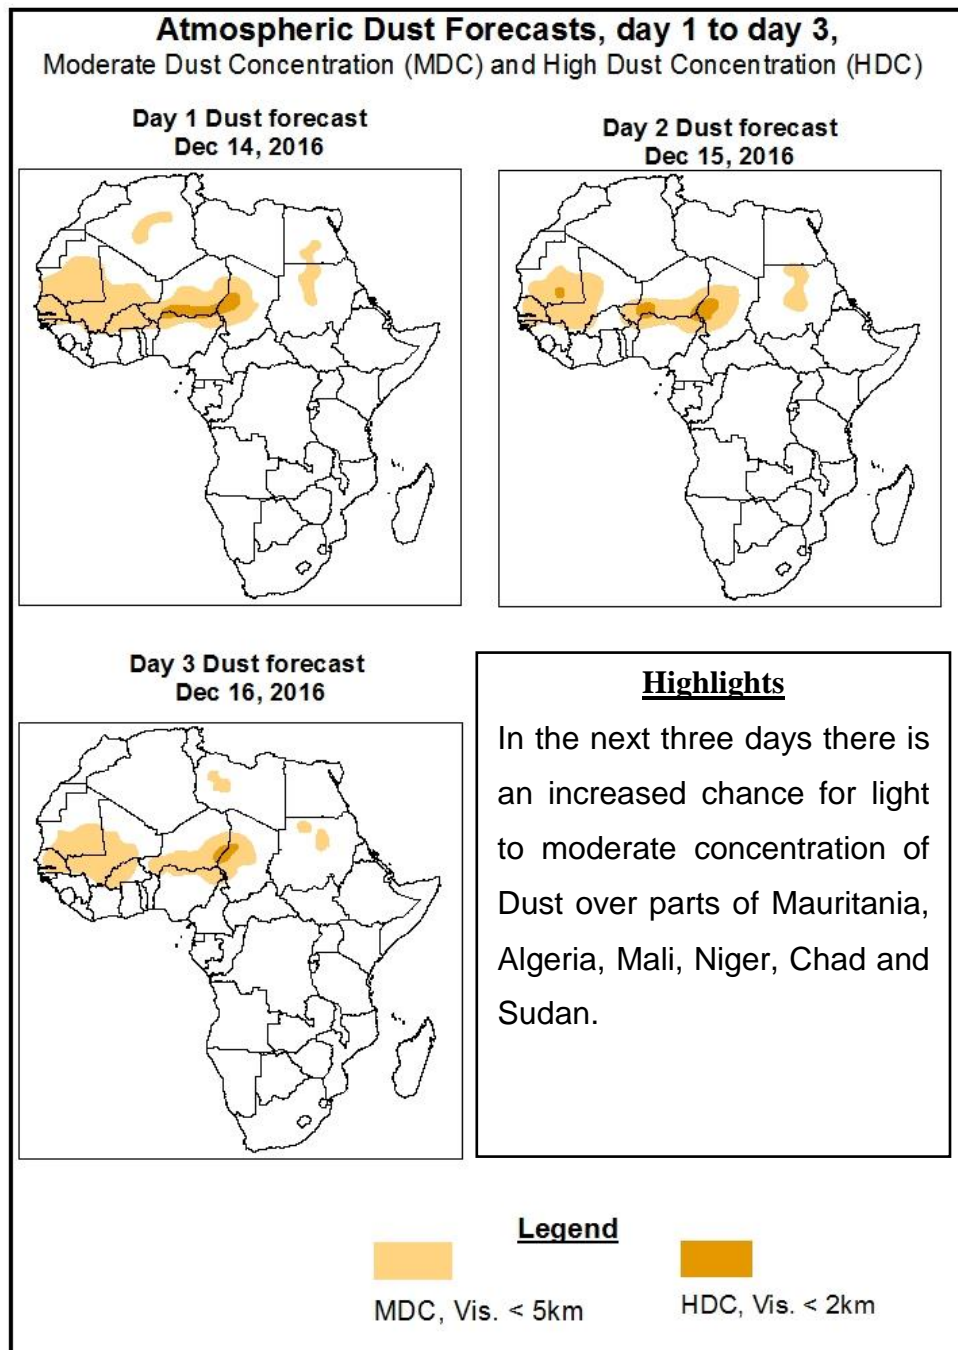 Atmospheric Dust Forecasts, day 1 to day 3,
Moderate Dust Concentration (MDC) and High Dust Concentration (HDC)
Day 1 Dust forecast
Dec 14, 2016
Day 2 Dust forecast
Dec 15, 2016
Day 3 Dust forecast
Dec 16, 2016
Highlights
In the next three days there is
an increased chance for light
to moderate concentration of
Dust over parts of Mauritania,
Algeria, Mali, Niger, Chad and
Sudan.
Legend
MDC, Vis. < 5km
HDC, Vis. < 2km